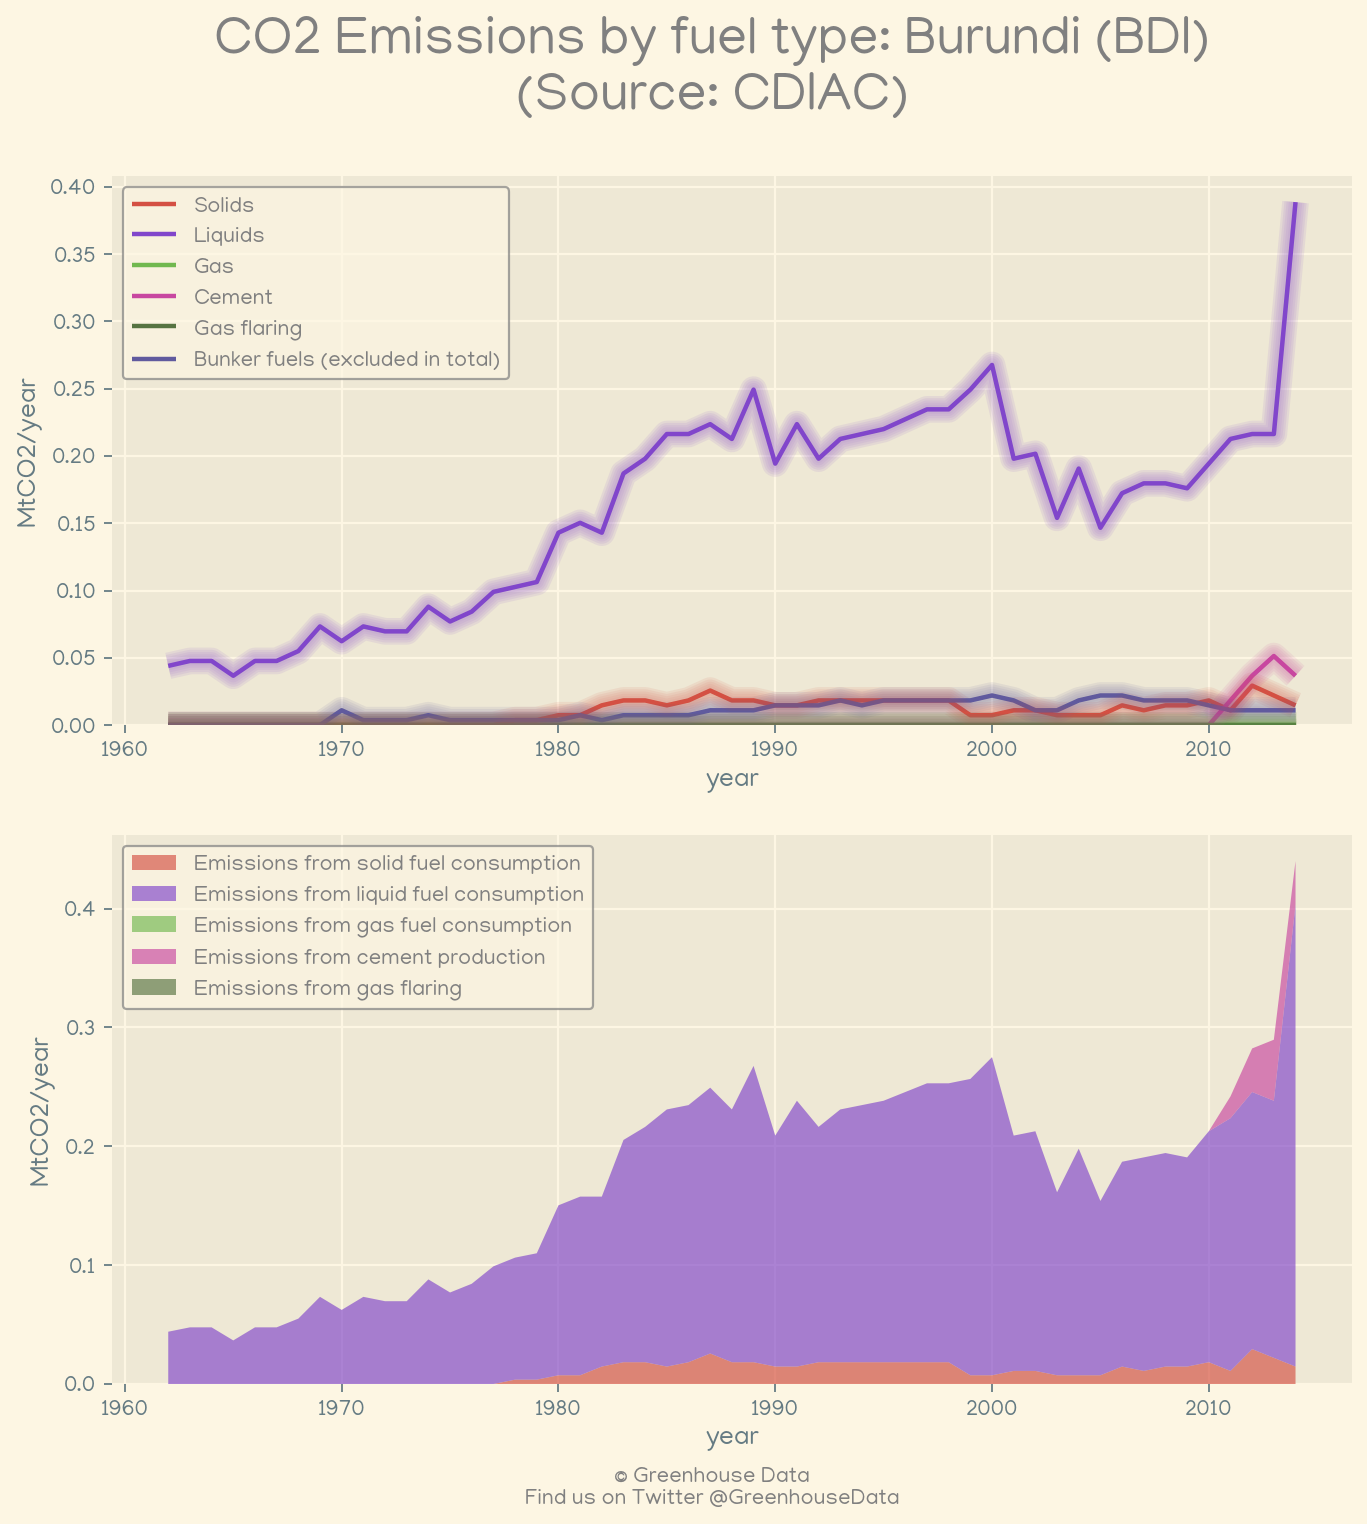 CO2 Emissions by fuel type: Burundi (BDI)
(Source: CDIAC)
MtCO2/year
0.40
0.35
0.30
0.25
0.20
0.15
0.10
0.05
0.00
Solids
Liquids
Gas
Cement
Gas flaring
Bunker fuels (excluded in total)
1960 1970 1980 1990 2000 2010
year
MtCO2/year
0.4
0.3
0.2
0.1
0.0
Emissions from solid fuel consumption
Emissions from liquid fuel consumption
Emissions from gas fuel consumption
Emissions from cement production
Emissions from gas flaring
1960 1970 1980 1990 2000 2010
year
© Greenhouse Data
Find us on Twitter @GreenhouseData